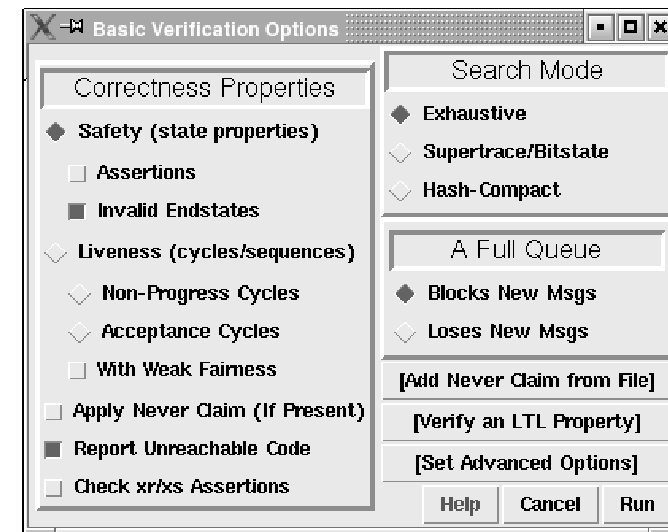 Basic Verification Options
Correctness Properties
Safety (state properties)
Assertions
Invalid Endstates
Liveness (cycles/sequences)
Non-Progress Cycles
Acceptance Cycles
With Weak Fairness
Apply Never Claim (If Present)
Report Unreachable Code
Check xr/xs Assertions
Search Mode
Exhaustive
Supertrace/Bitstate
Hash-Compact
A Full Queue
Blocks New Msgs
Loses New Msgs
[Add Never Claim from File]
[Verify an LTL Property]
[Set Advanced Options]
Help Cancel Run